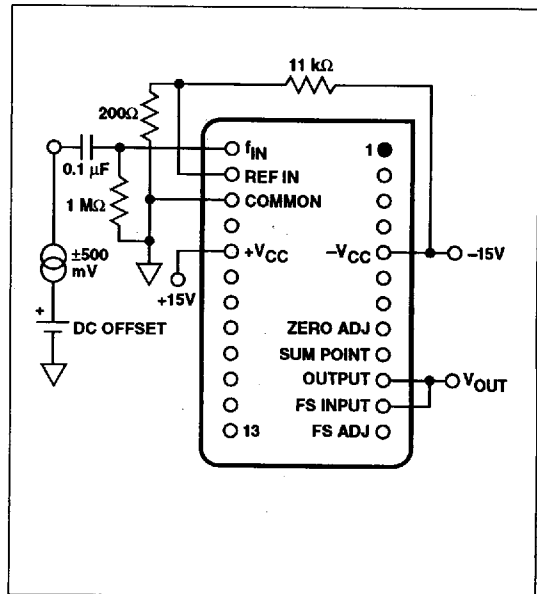 11 kΩ
200Ω
0.1 μF
1 MΩ
±500
mV
+
DC OFFSET
fIN
REF IN
COMMON
+VCC
+15V
13
1
–VCC
–15V
ZERO ADJ
SUM POINT
OUTPUT
VOUT
FS INPUT
FS ADJ